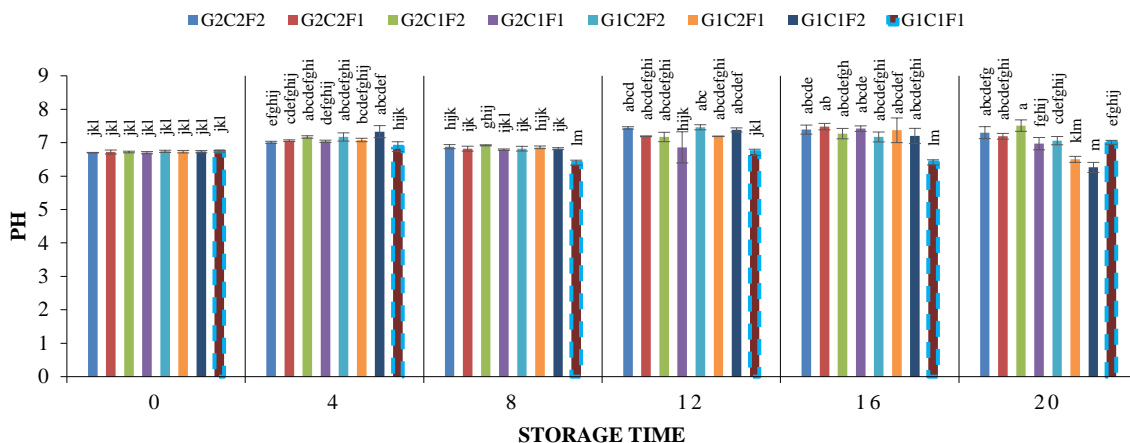 G2C2F2 G2C2F1 G2C1F2 G2C1F1 G1C2F2 G1C2F1 G1C1F2 G1C1F1
9
8
7
6
5
4
3
2
1
0
PH
jkl jkl jkl jkl jkl jkl jkl jkl
efghij cdefghij abcdefghi defghij abcdefghi bcdefghij abcdef hijk
hijk ijk ghij ijkl ijk hijk ijk lm
abcd abcdefghi abcdefghi hijk abc abcdefghi abcdef jkl
abcde ab abcdefgh abcde abcdefghi abcdef abcdefghi lm
abcdefg abcdefghi a fghij cdefghij klm m efghij
0 4 8 12 16 20
STORAGE TIME